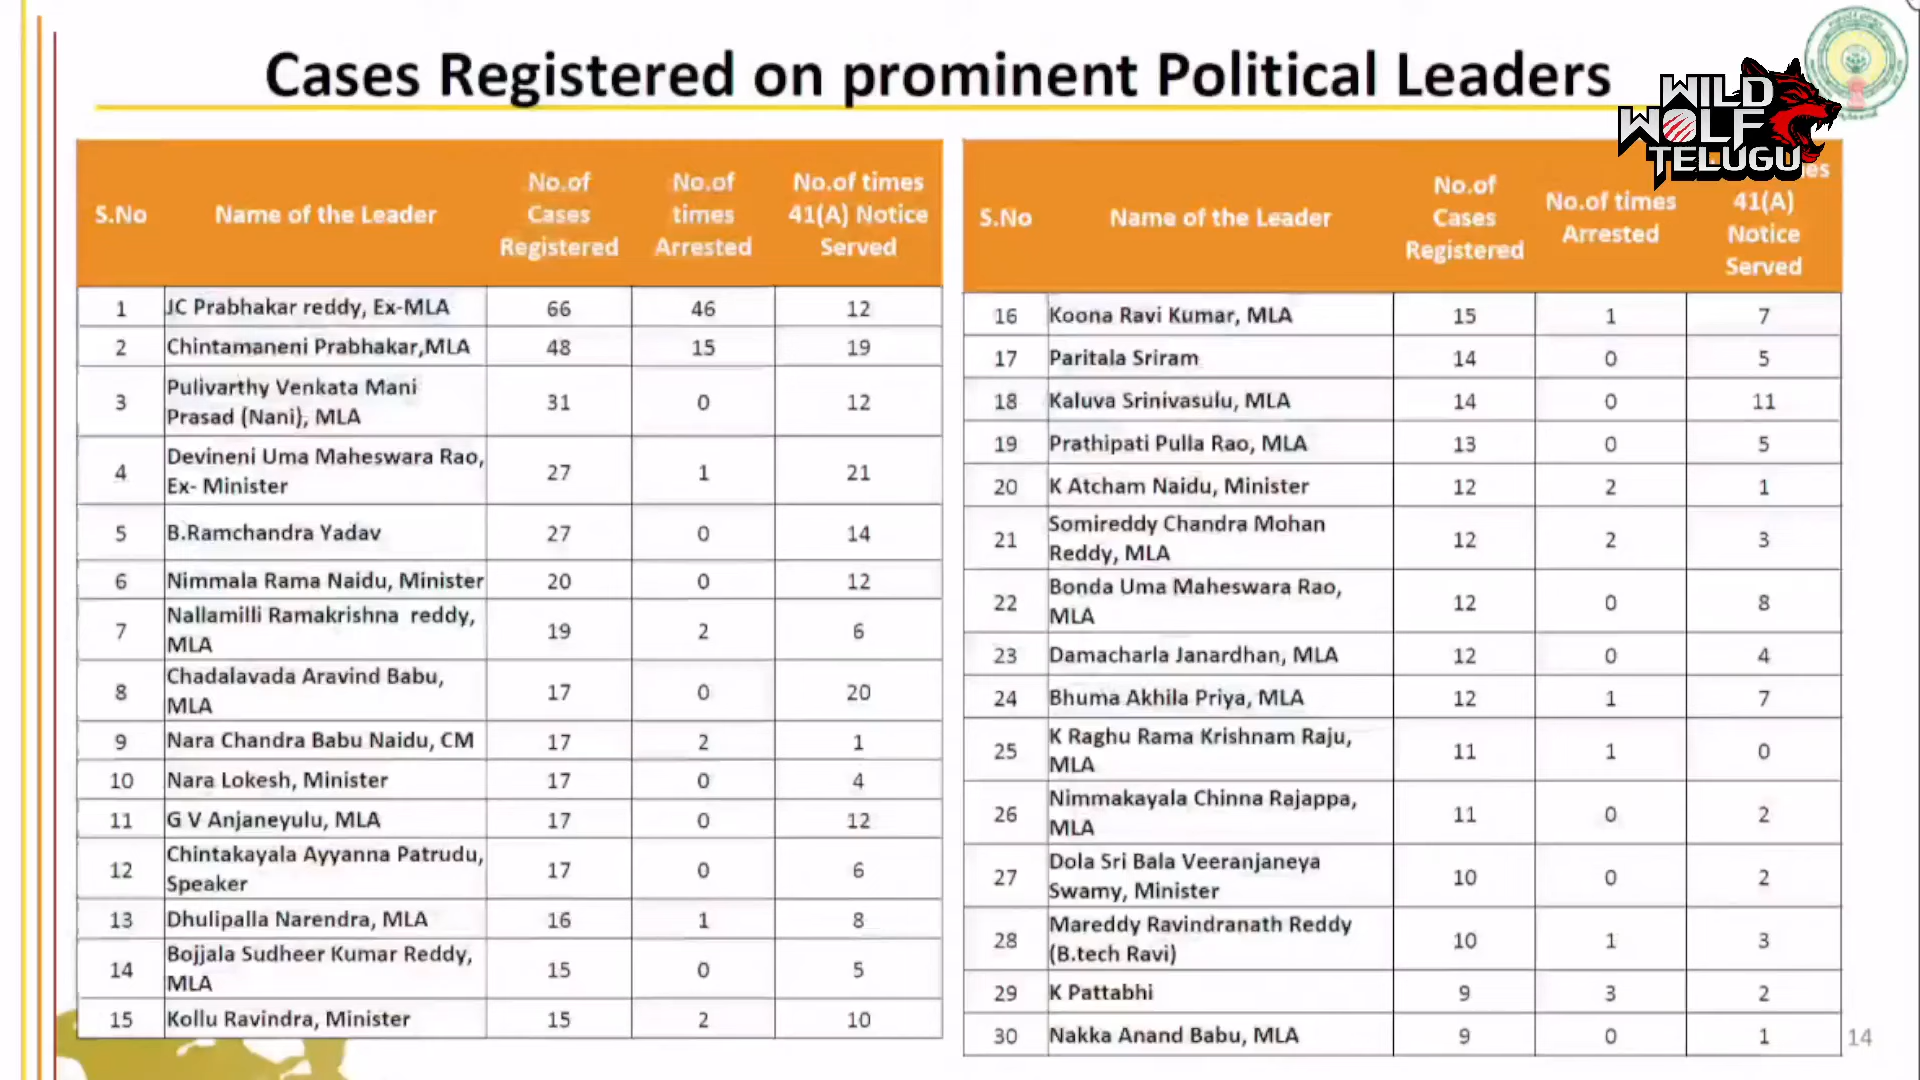 Cases Registered on prominent Political Leaders
WILD
WOLF
TELUGU
S.No Name of the Leader No.of Cases Registered No.of times Arrested No.of times 41(A) Notice Served
1 JC Prabhakar reddy, Ex-MLA 66 46 12
2 Chintamaneni Prabhakar,MLA 48 15 19
3 Pulivarthy Venkata Mani Prasad (Nani), MLA 31 0 12
4 Devineni Uma Maheswara Rao, Ex- Minister 27 1 21
5 B.Ramchandra Yadav 27 0 14
6 Nimmala Rama Naidu, Minister 20 0 12
7 Nallamilli Ramakrishna reddy, MLA 19 2 6
8 Chadalavada Aravind Babu, MLA 17 0 20
9 Nara Chandra Babu Naidu, CM 17 2 1
10 Nara Lokesh, Minister 17 0 4
11 G V Anjaneyulu, MLA 17 0 12
12 Chintakayala Ayyanna Patrudu, Speaker 17 0 6
13 Dhulipalla Narendra, MLA 16 1 8
14 Bojjala Sudheer Kumar Reddy, MLA 15 0 5
15 Kollu Ravindra, Minister 15 2 10
S.No Name of the Leader No.of Cases Registered No.of times Arrested es 41(A) Notice Served
16 Koona Ravi Kumar, MLA 15 1 7
17 Paritala Sriram 14 0 5
18 Kaluva Srinivasulu, MLA 14 0 11
19 Prathipati Pulla Rao, MLA 13 0 5
20 K Atcham Naidu, Minister 12 2 1
21 Somireddy Chandra Mohan Reddy, MLA 12 2 3
22 Bonda Uma Maheswara Rao, MLA 12 0 8
23 Damacharla Janardhan, MLA 12 0 4
24 Bhuma Akhila Priya, MLA 12 1 7
25 K Raghu Rama Krishnam Raju, MLA 11 1 0
26 Nimmakayala Chinna Rajappa, MLA 11 0 2
27 Dola Sri Bala Veeranjaneya Swamy, Minister 10 0 2
28 Mareddy Ravindranath Reddy (B.tech Ravi) 10 1 3
29 K Pattabhi 9 3 2
30 Nakka Anand Babu, MLA 9 0 1
14